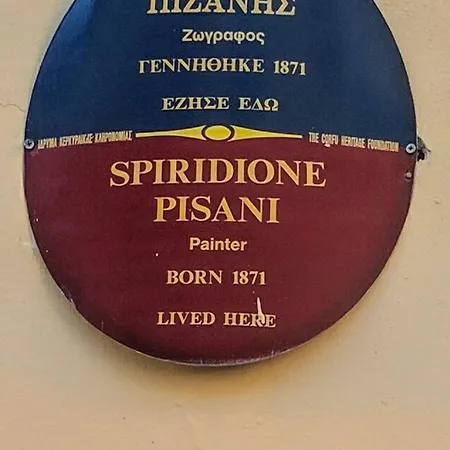 ΠΙΖΑΝΗΣ
Ζωγραφος
ΓΕΝΝΗΘΗΚΕ 1871
ΕΖΗΣΕ ΕΔΩ
ΙΔΡΥΜΑ ΚΕΡΚΥΡΑΙΚΗΣ ΚΛΗΡΟΝΟΜΙΑΣ
THE CORFU HERITAGE FOUNDATION
SPIRIDIONE
PISANI
Painter
BORN 1871
LIVED HERE